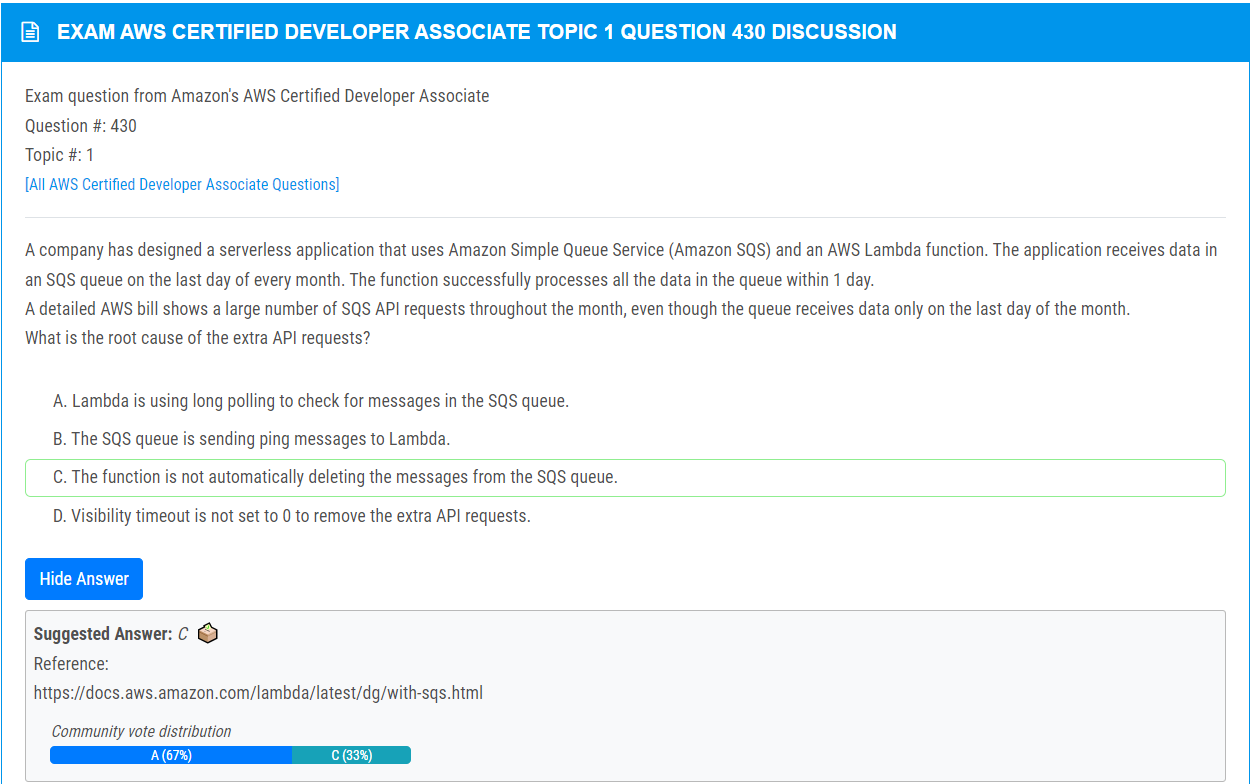 EXAM AWS CERTIFIED DEVELOPER ASSOCIATE TOPIC 1 QUESTION 430 DISCUSSION
Exam question from Amazon's AWS Certified Developer Associate
Question #: 430
Topic #: 1
[All AWS Certified Developer Associate Questions]
A company has designed a serverless application that uses Amazon Simple Queue Service (Amazon SQS) and an AWS Lambda function. The application receives data in
an SQS queue on the last day of every month. The function successfully processes all the data in the queue within 1 day.
A detailed AWS bill shows a large number of SQS API requests throughout the month, even though the queue receives data only on the last day of the month.
What is the root cause of the extra API requests?
A. Lambda is using long polling to check for messages in the SQS queue.
B. The SQS queue is sending ping messages to Lambda.
C. The function is not automatically deleting the messages from the SQS queue.
D. Visibility timeout is not set to 0 to remove the extra API requests.
Hide Answer
Suggested Answer: C
Reference:
https://docs.aws.amazon.com/lambda/latest/dg/with-sqs.html
Community vote distribution
A (67%) C (33%)